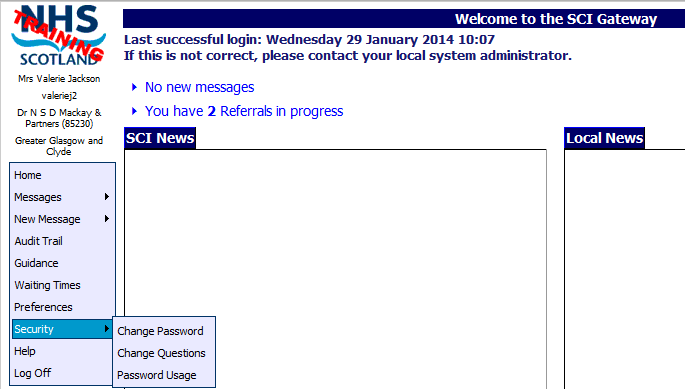 NHS
TRAINING
SCOTLAND
Mrs Valerie Jackson
valeriej2
Dr N S D Mackay &
Partners (85230)
Greater Glasgow and
Clyde
Home
Messages
New Message
Audit Trail
Guidance
Waiting Times
Preferences
Security
Help
Log Off
Change Password
Change Questions
Password Usage
Welcome to the SCI Gateway
Last successful login: Wednesday 29 January 2014 10:07
If this is not correct, please contact your local system administrator.
No new messages
You have 2 Referrals in progress
SCI News
Local News